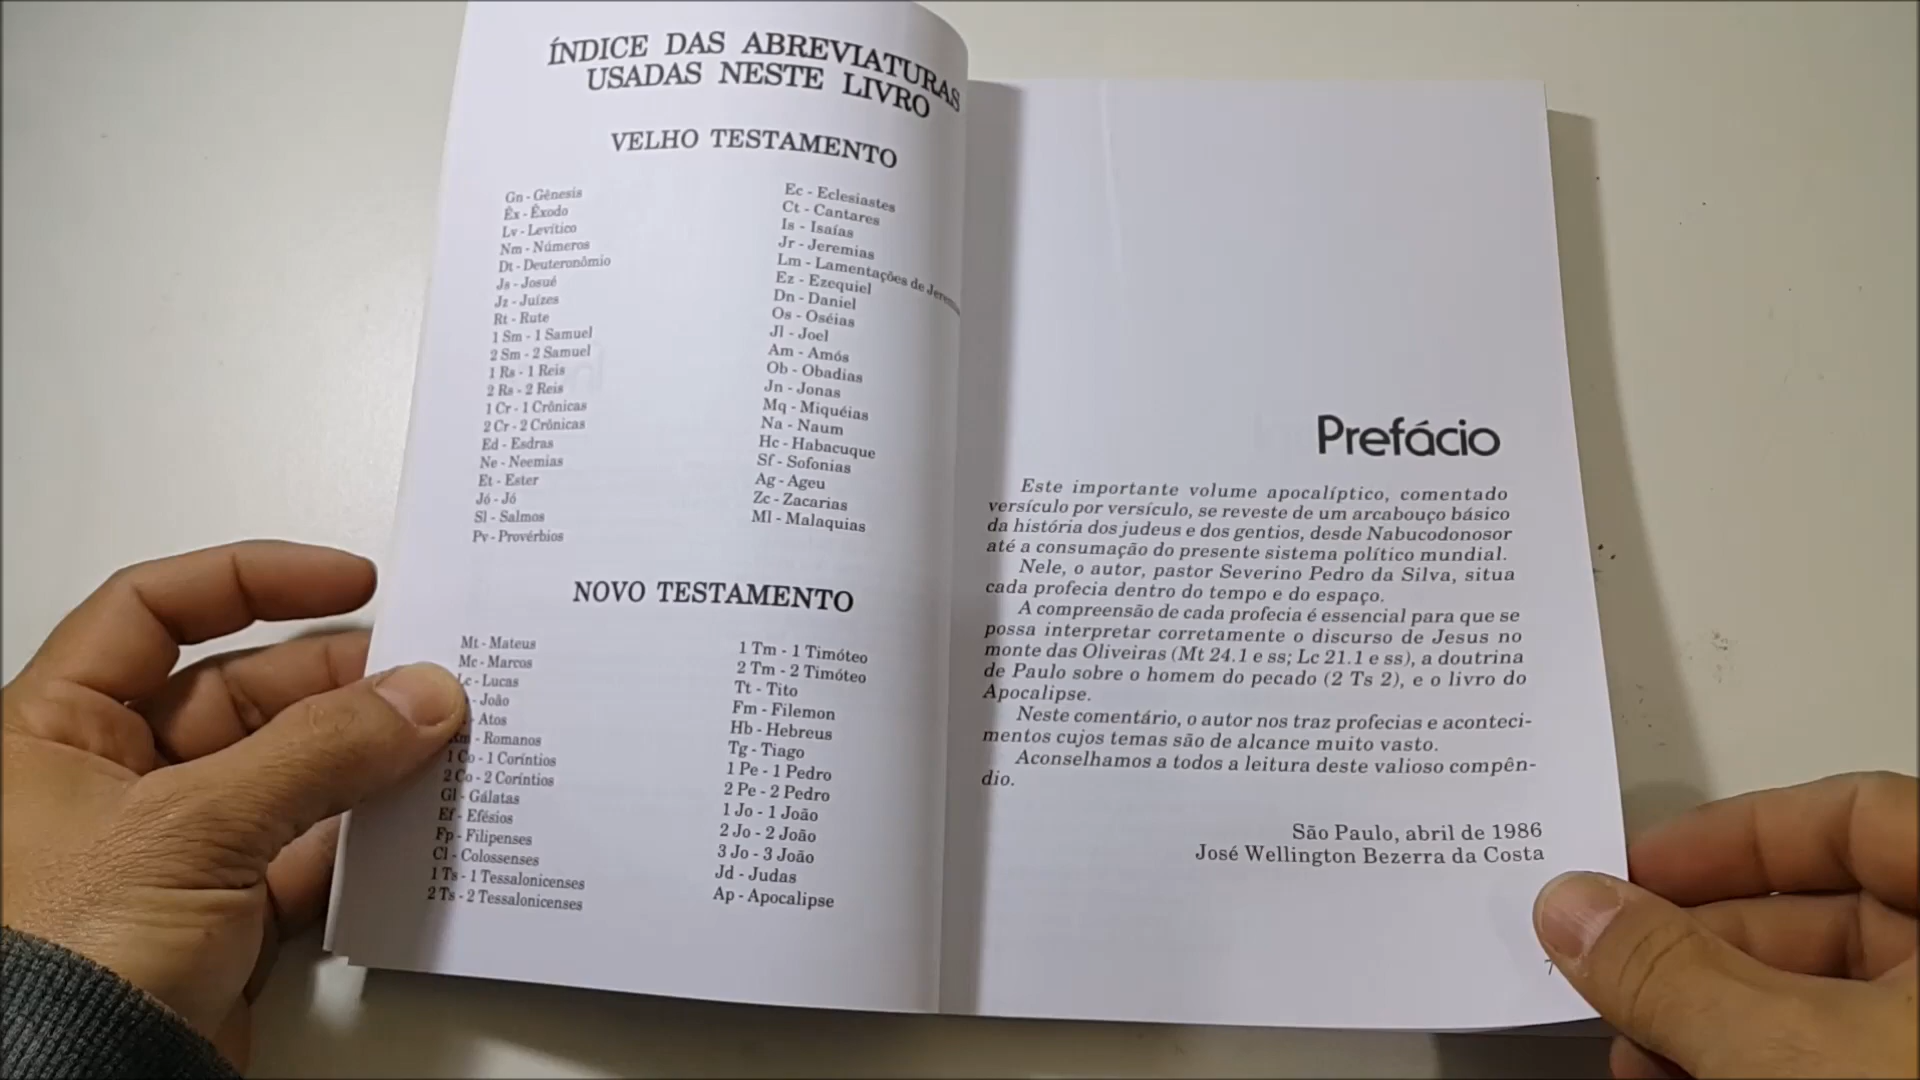 ÍNDICE DAS ABREVIATURAS
USADAS NESTE LIVRO
VELHO TESTAMENTO
Gn - Gênesis
Êx - Êxodo
Lv - Levítico
Nm - Números
Dt - Deuteronômio
Js - Josué
Jz - Juízes
Rt - Rute
1 Sm - 1 Samuel
2 Sm - 2 Samuel
1 Rs - 1 Reis
2 Rs - 2 Reis
1 Cr - 1 Crônicas
2 Cr - 2 Crônicas
Ed - Esdras
Ne - Neemias
Et - Ester
Jó - Jó
Sl - Salmos
Pv - Provérbios
Ec - Eclesiastes
Ct - Cantares
Is - Isaías
Jr - Jeremias
Lm - Lamentações de
Ez - Ezequiel
Dn - Daniel
Os - Oséias
Jl - Joel
Am - Amós
Ob - Obadias
Jn - Jonas
Mq - Miquéias
Na - Naum
Hc - Habacuque
Sf - Sofonias
Ag - Ageu
Zc - Zacarias
Ml - Malaquias
NOVO TESTAMENTO
Mt - Mateus
Mc - Marcos
Lc - Lucas
- João
- Atos
Rm - Romanos
1 Co - 1 Coríntios
2 Co - 2 Coríntios
Gl - Gálatas
Ef - Efésios
Fp - Filipenses
Cl - Colossenses
1 Ts - 1 Tessalonicenses
2 Ts - 2 Tessalonicenses
1 Tm - 1 Timóteo
2 Tm - 2 Timóteo
Tt - Tito
Fm - Filemon
Hb - Hebreus
Tg - Tiago
1 Pe - 1 Pedro
2 Pe - 2 Pedro
1 Jo - 1 João
2 Jo - 2 João
3 Jo - 3 João
Jd - Judas
Ap - Apocalipse
Prefácio
Este importante volume apocalíptico, comentado
versículo por versículo, se reveste de um arcabouço básico
da história dos judeus e dos gentios, desde Nabucodonosor
até a consumação do presente sistema político mundial.
Nele, o autor, pastor Severino Pedro da Silva, situa
cada profecia dentro do tempo e do espaço.
A compreensão de cada profecia é essencial para que se
possa interpretar corretamente o discurso de Jesus no
monte das Oliveiras (Mt 24.1 e ss; Lc 21.1 e ss), a doutrina
de Paulo sobre o homem do pecado (2 Ts 2), e o livro do
Apocalipse.
Neste comentário, o autor nos traz profecias e aconteci-
mentos cujos temas são de alcance muito vasto.
Aconselhamos a todos a leitura deste valioso compên-
dio.
São Paulo, abril de 1986
José Wellington Bezerra da Costa